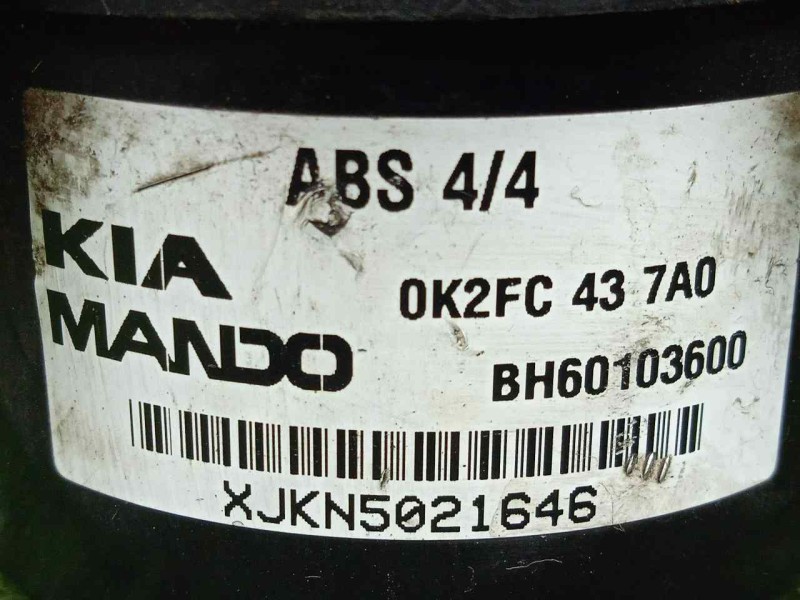 ABS 4/4
KIA
0K2FC 43 7A0
MANDO
BH60103600
XJKN5021646